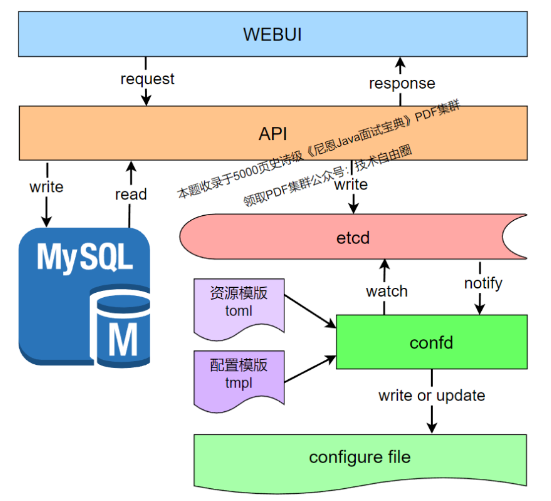 WEBUI
request
response
API
本题收录于5000页史诗级《尼恩Java面试宝典》PDF集群
领取PDF集群公众号：技术自由圈
write
read
write
MySQL
M
etcd
资源模版
toml
watch
notify
confd
配置模版
tmpl
write or update
configure file